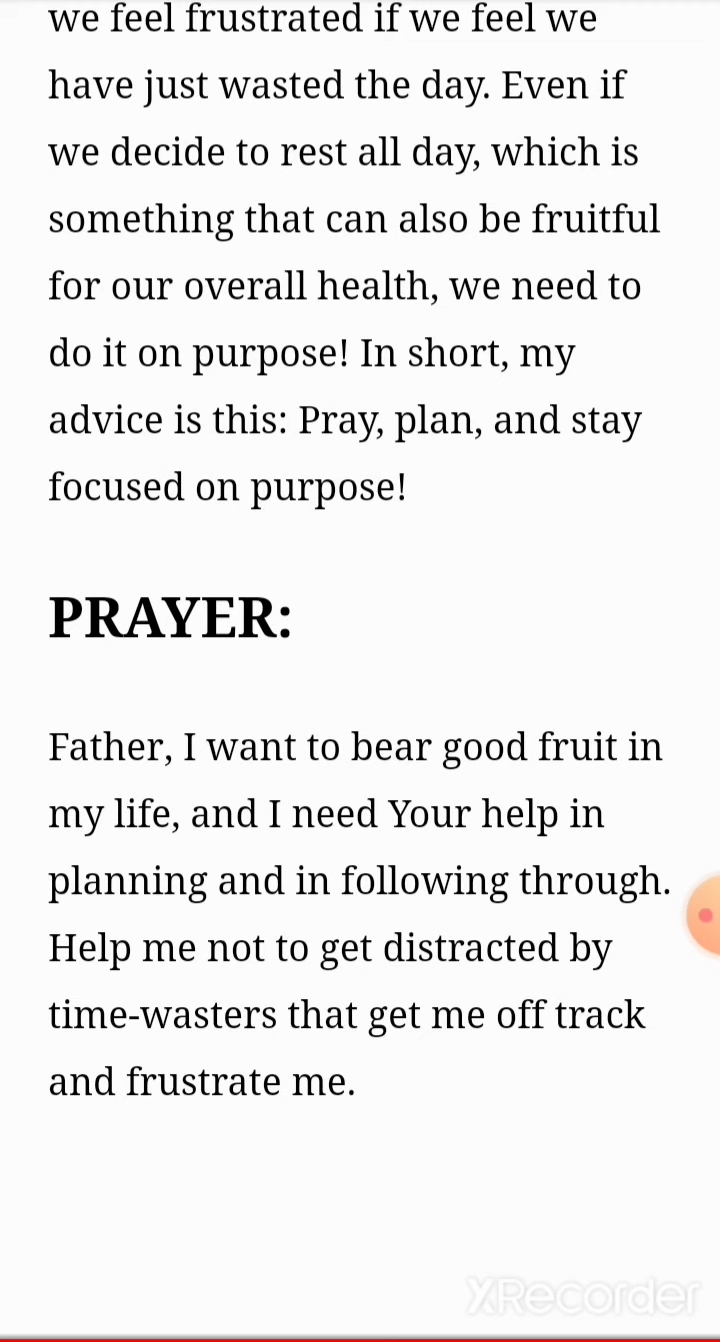 we feel frustrated if we feel we
have just wasted the day. Even if
we decide to rest all day, which is
something that can also be fruitful
for our overall health, we need to
do it on purpose! In short, my
advice is this: Pray, plan, and stay
focused on purpose!
PRAYER:
Father, I want to bear good fruit in
my life, and I need Your help in
planning and in following through.
Help me not to get distracted by
time-wasters that get me off track
and frustrate me.
XRecorder